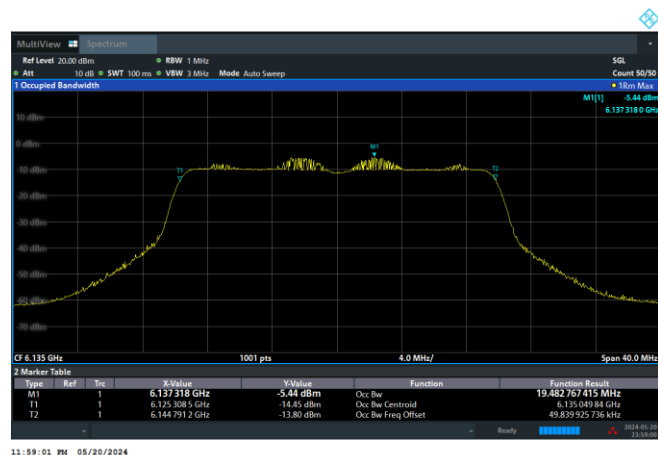 MultiView Spectrum
Ref Level 20.00 dBm RBW 1 MHz SGL
Att 10 dB SWT 100 ms VBW 3 MHz Mode Auto Sweep Count 50/50
1 Occupied Bandwidth 1Rm Max
M1[1] -5.44 dBm
6.137 318 0 GHz
10 dBm
0 dBm
M1
T1 T2
-10 dBm
-20 dBm
-30 dBm
-40 dBm
-50 dBm
-60 dBm
-70 dBm
CF 6.135 GHz 1001 pts 4.0 MHz/ Span 40.0 MHz
2 Marker Table
Type Ref Trc X-Value Y-Value Function Function Result
M1 1 6.137 318 GHz -5.44 dBm Occ Bw 19.482 767 415 MHz
T1 1 6.125 308 5 GHz -14.45 dBm Occ Bw Centroid 6.135 049 84 GHz
T2 1 6.144 791 2 GHz -13.80 dBm Occ Bw Freq Offset 49.839 925 736 kHz
Ready 2024-05-20
23:59:00
11:59:01 PM 05/20/2024